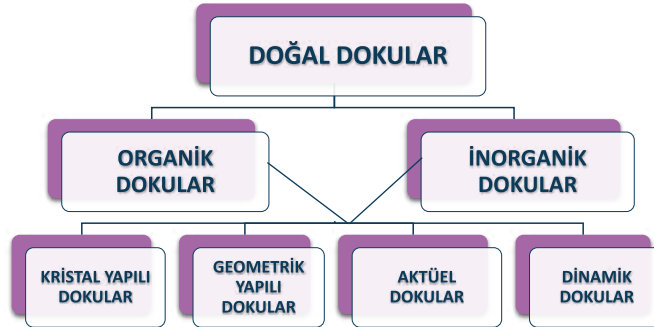 DOĞAL DOKULAR
ORGANİK
DOKULAR
İNORGANİK
DOKULAR
KRİSTAL YAPILI
DOKULAR
GEOMETRİK
YAPILI
DOKULAR
AKTÜEL
DOKULAR
DİNAMİK
DOKULAR